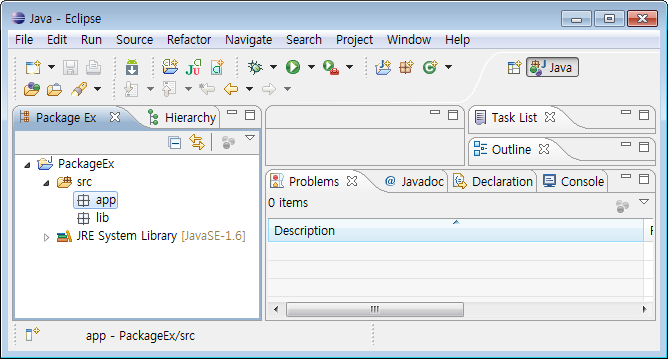 Java - Eclipse
File Edit Run Source Refactor Navigate Search Project Window Help
Java
Package Ex Hierarchy
PackageEx
src
app
lib
JRE System Library [JavaSE-1.6]
Task List
Outline
Problems @ Javadoc Declaration Console
0 items
Description
app - PackageEx/src